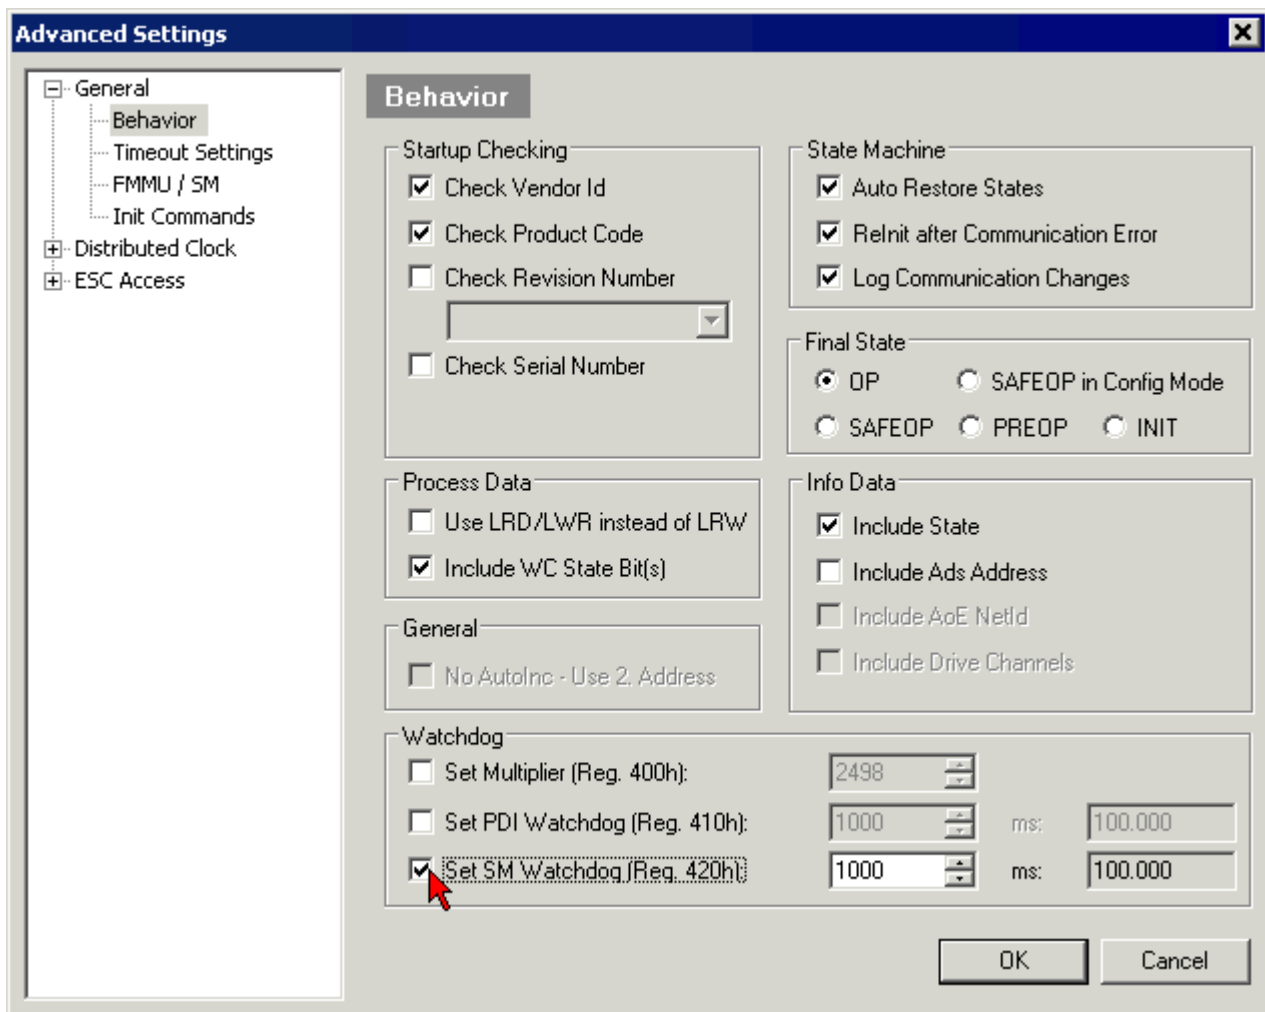 Advanced Settings
General
Behavior
Timeout Settings
FMMU / SM
Init Commands
Distributed Clock
ESC Access
Behavior
Startup Checking
Check Vendor Id
Check Product Code
Check Revision Number
Check Serial Number
State Machine
Auto Restore States
ReInit after Communication Error
Log Communication Changes
Final State
OP SAFEOP in Config Mode
SAFEOP PREOP INIT
Process Data
Use LRD/LWR instead of LRW
Include WC State Bit(s)
Info Data
Include State
Include Ads Address
Include AoE NetId
Include Drive Channels
General
No AutoInc - Use 2. Address
Watchdog
Set Multiplier (Reg. 400h): 2498
Set PDI Watchdog (Reg. 410h): 1000 ms: 100.000
Set SM Watchdog (Reg. 420h): 1000 ms: 100.000
OK Cancel